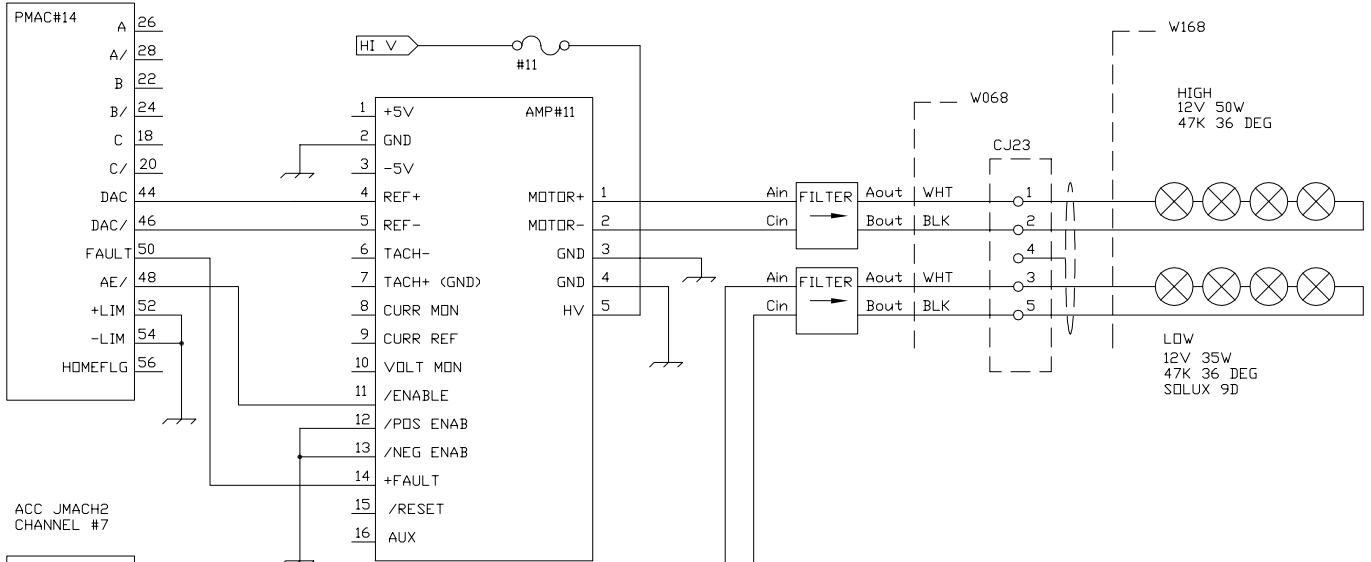 PMAC#14
A 26
A/ 28
B 22
B/ 24
C 18
C/ 20
DAC 44
DAC/ 46
FAULT 50
AE/ 48
+LIM 52
-LIM 54
HOMEFLG 56
ACC JMACH2
CHANNEL #7
HI V
#11
AMP#11
1 +5V
2 GND
3 -5V
4 REF+
5 REF-
6 TACH-
7 TACH+ (GND)
8 CURR MON
9 CURR REF
10 VOLT MON
11 /ENABLE
12 /POS ENAB
13 /NEG ENAB
14 +FAULT
15 /RESET
16 AUX
MOTOR+ 1
MOTOR- 2
GND 3
GND 4
HV 5
Ain FILTER Aout WHT
Cin Bout BLK
Ain FILTER Aout WHT
Cin Bout BLK
W068
CJ23
1
2
4
3
5
W168
HIGH
12V 50W
47K 36 DEG
LOW
12V 35W
47K 36 DEG
SOLUX 9D